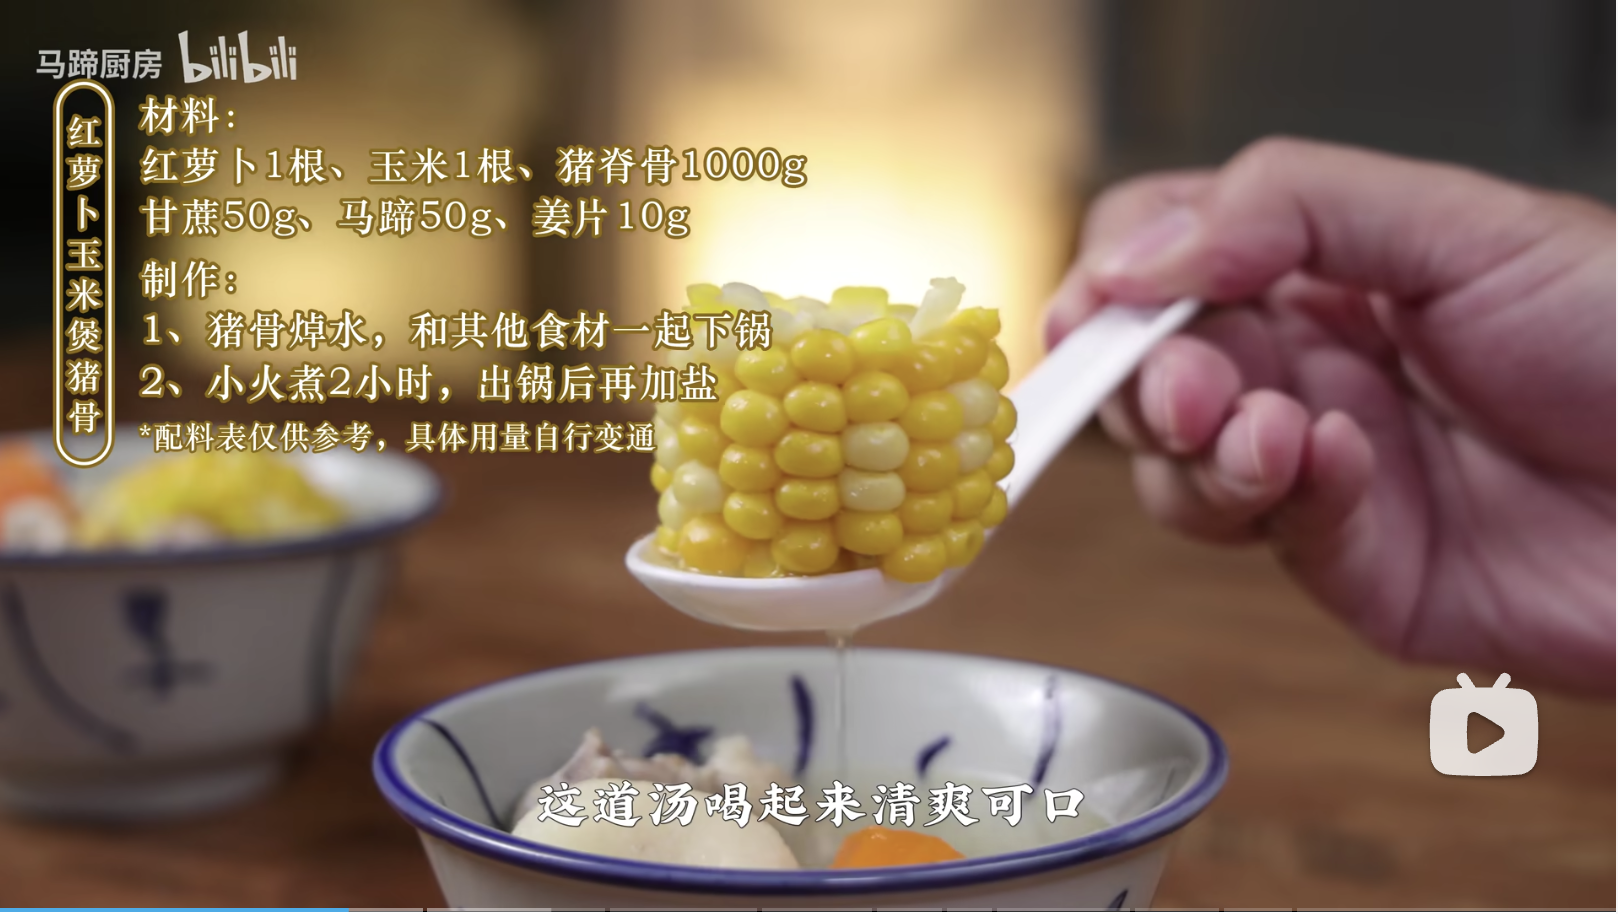 马蹄厨房 bilibili
红萝卜玉米煲猪骨
材料：
红萝卜1根、玉米1根、猪脊骨1000g
甘蔗50g、马蹄50g、姜片10g
制作：
1、猪骨焯水，和其他食材一起下锅
2、小火煮2小时，出锅后再加盐
*配料表仅供参考，具体用量自行变通
这道汤喝起来清爽可口